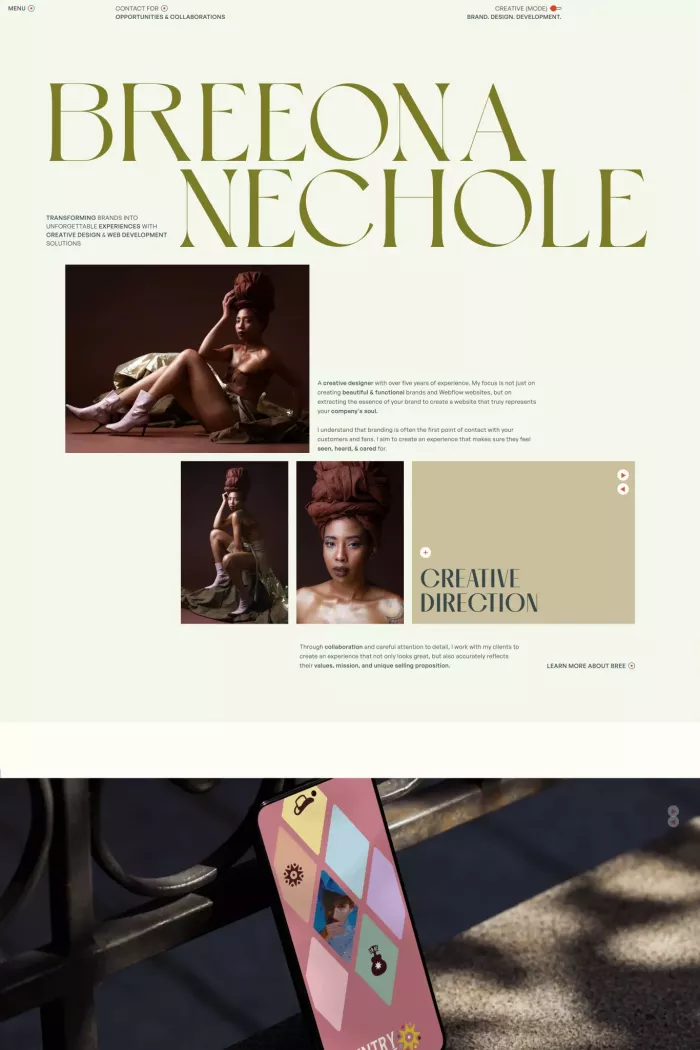 MENU
CONTACT FOR
OPPORTUNITIES & COLLABORATIONS
CREATIVE (MODE)
BRAND. DESIGN. DEVELOPMENT.
BREEONA
NECHOLE
TRANSFORMING BRANDS INTO
UNFORGETTABLE EXPERIENCES WITH
CREATIVE DESIGN & WEB DEVELOPMENT
SOLUTIONS
A creative designer with over five years of experience. My focus is not just on
creating beautiful & functional brands and Webflow websites, but on
extracting the essence of your brand to create a website that truly represents
your company's soul.
I understand that branding is often the first point of contact with your
customers and fans. I aim to create an experience that makes sure they feel
seen, heard, & cared for.
CREATIVE
DIRECTION
Through collaboration and careful attention to detail, I work with my clients to
create an experience that not only looks great, but also accurately reflects
their values, mission, and unique selling proposition.
LEARN MORE ABOUT BREE